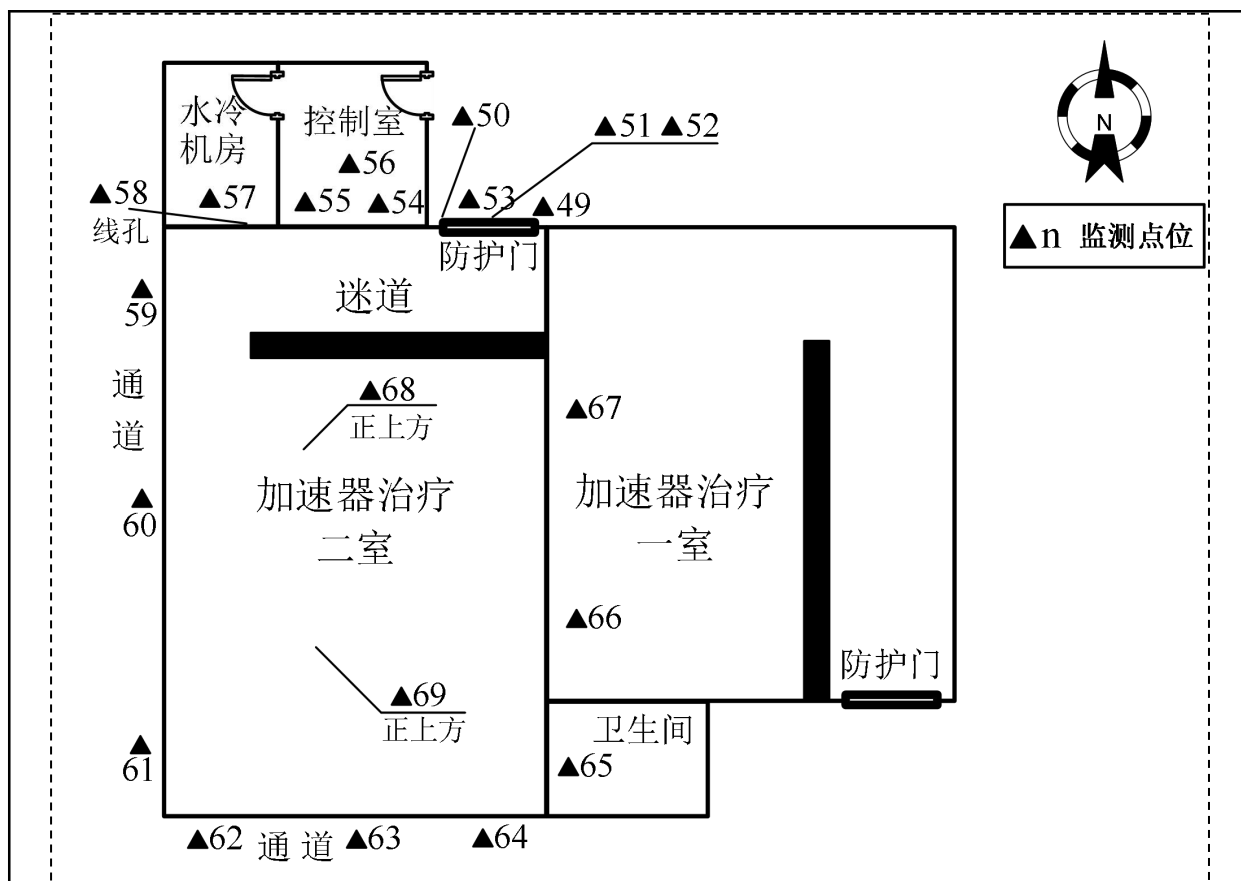 N
▲n 监测点位
水冷
机房
控制室
▲56
▲50
▲51 ▲52
▲58
线孔
▲57
▲55
▲54
▲53
▲49
防护门
迷道
▲
59
通
道
▲68
正上方
▲67
▲
60
加速器治疗
二室
加速器治疗
一室
▲66
防护门
▲69
正上方
卫生间
▲65
▲
61
▲62
通 道
▲63
▲64